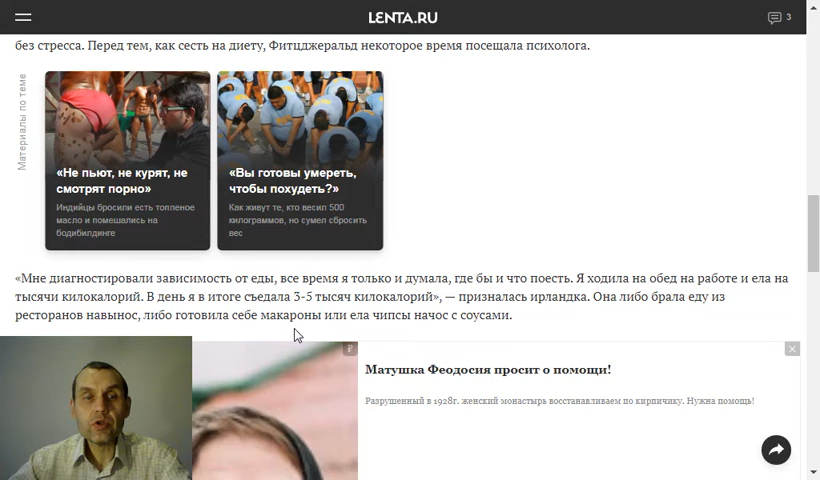 LENTA.RU
3
без стресса. Перед тем, как сесть на диету, Фитцджеральд некоторое время посещала психолога.
Материалы по теме
«Не пьют, не курят, не
смотрят порно»
Индийцы бросили есть топленое
масло и помешались на
бодибилдинге
«Вы готовы умереть,
чтобы похудеть?»
Как живут те, кто весил 500
килограммов, но сумел сбросить
вес
«Мне диагностировали зависимость от еды, все время я только и думала, где бы и что поесть. Я ходила на обед на работе и ела на
тысячи килокалорий. В день я в итоге съедала 3-5 тысяч килокалорий», — призналась ирландка. Она либо брала еду из
ресторанов навынос, либо готовила себе макароны или ела чипсы начос с соусами.
₽
Матушка Феодосия просит о помощи!
Разрушенный в 1928г. женский монастырь восстанавливаем по кирпичику. Нужна помощь!